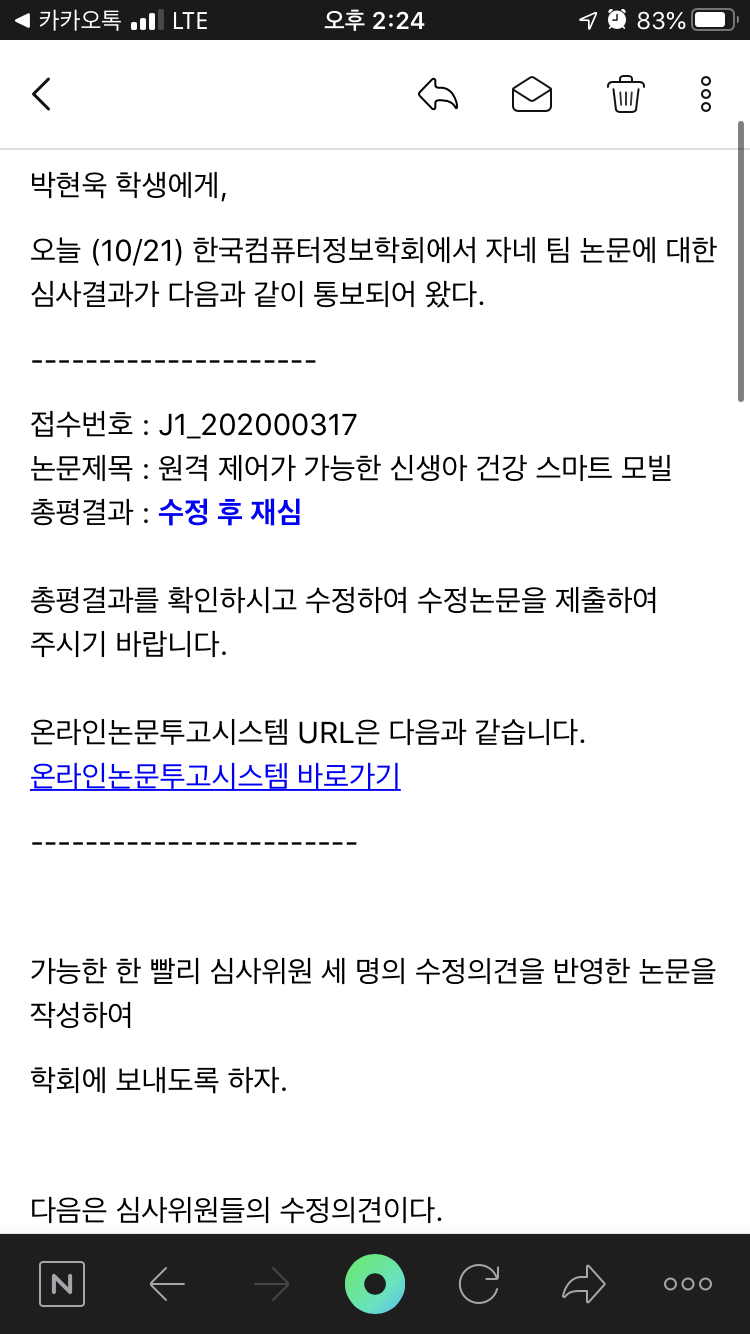 카카오톡 LTE 오후 2:24 83%
박현욱 학생에게,
오늘 (10/21) 한국컴퓨터정보학회에서 자네 팀 논문에 대한
심사결과가 다음과 같이 통보되어 왔다.
---------------------
접수번호 : J1_202000317
논문제목 : 원격 제어가 가능한 신생아 건강 스마트 모빌
총평결과 : 수정 후 재심
총평결과를 확인하시고 수정하여 수정논문을 제출하여
주시기 바랍니다.
온라인논문투고시스템 URL은 다음과 같습니다.
온라인논문투고시스템 바로가기
------------------------
가능한 한 빨리 심사위원 세 명의 수정의견을 반영한 논문을
작성하여
학회에 보내도록 하자.
다음은 심사위원들의 수정의견이다.
N